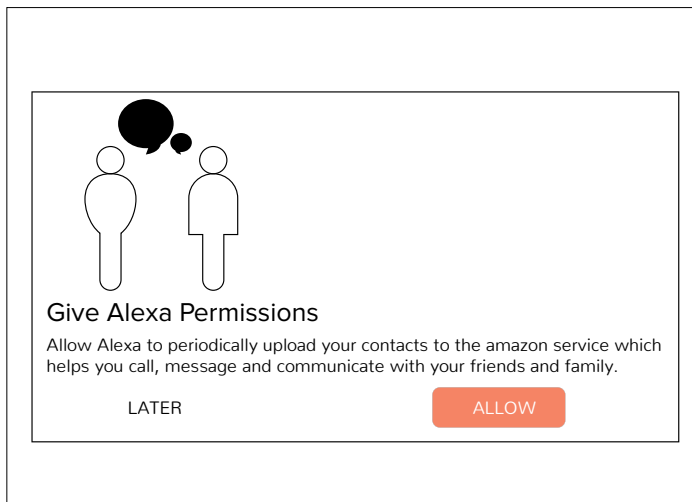 Give Alexa Permissions
Allow Alexa to periodically upload your contacts to the amazon service which
helps you call, message and communicate with your friends and family.
LATER
ALLOW